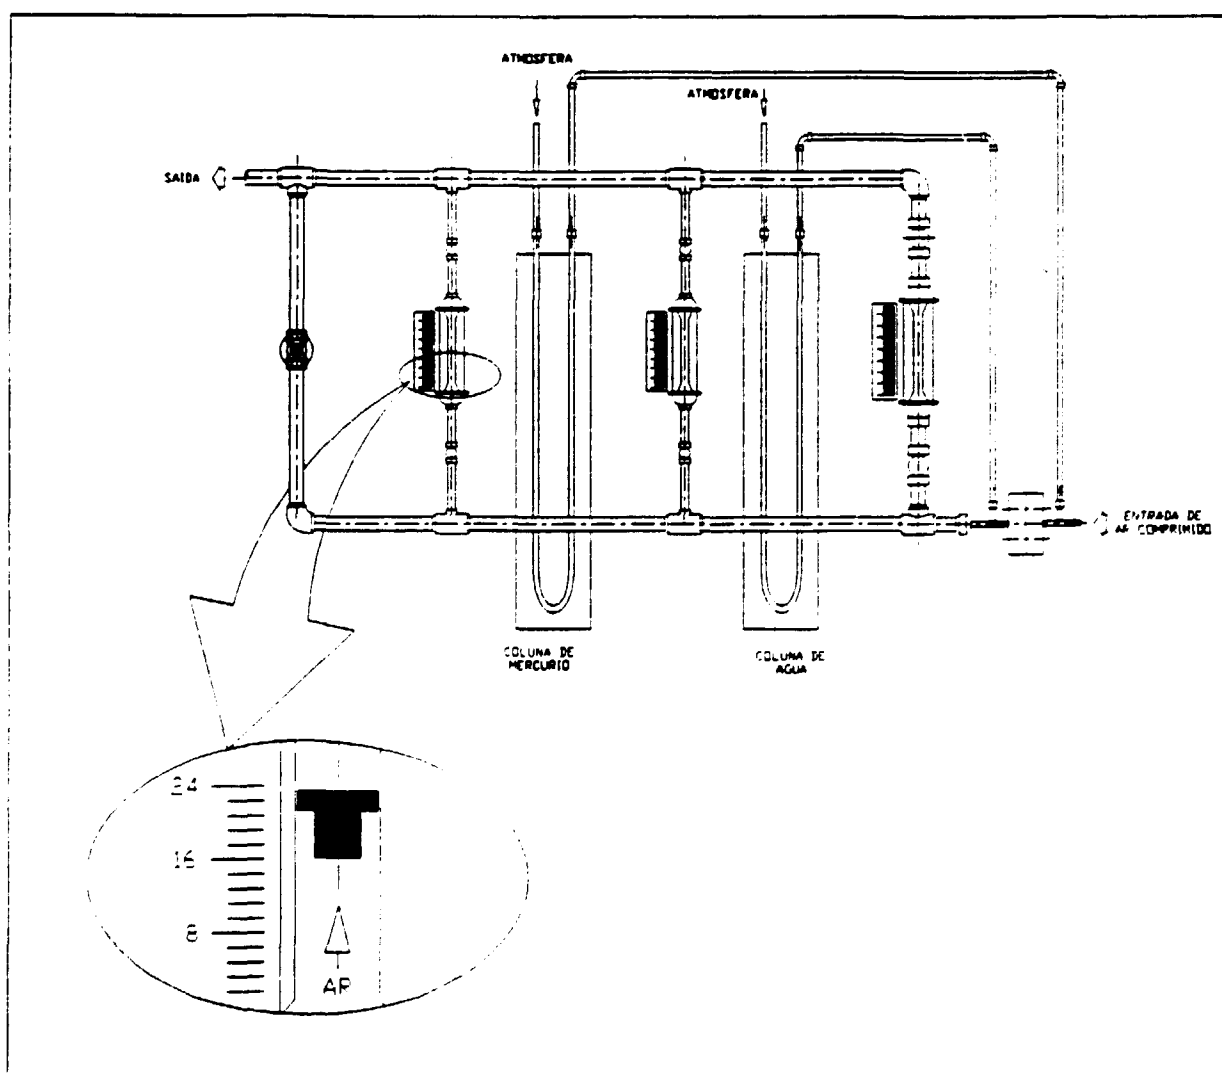 ATMOSFERA
ATMOSFERA
SAIDA
ENTRADA DE
AR COMPRIMIDO
COLUNA DE
MERCURIO
COLUNA DE
AGUA
24
16
8
AR